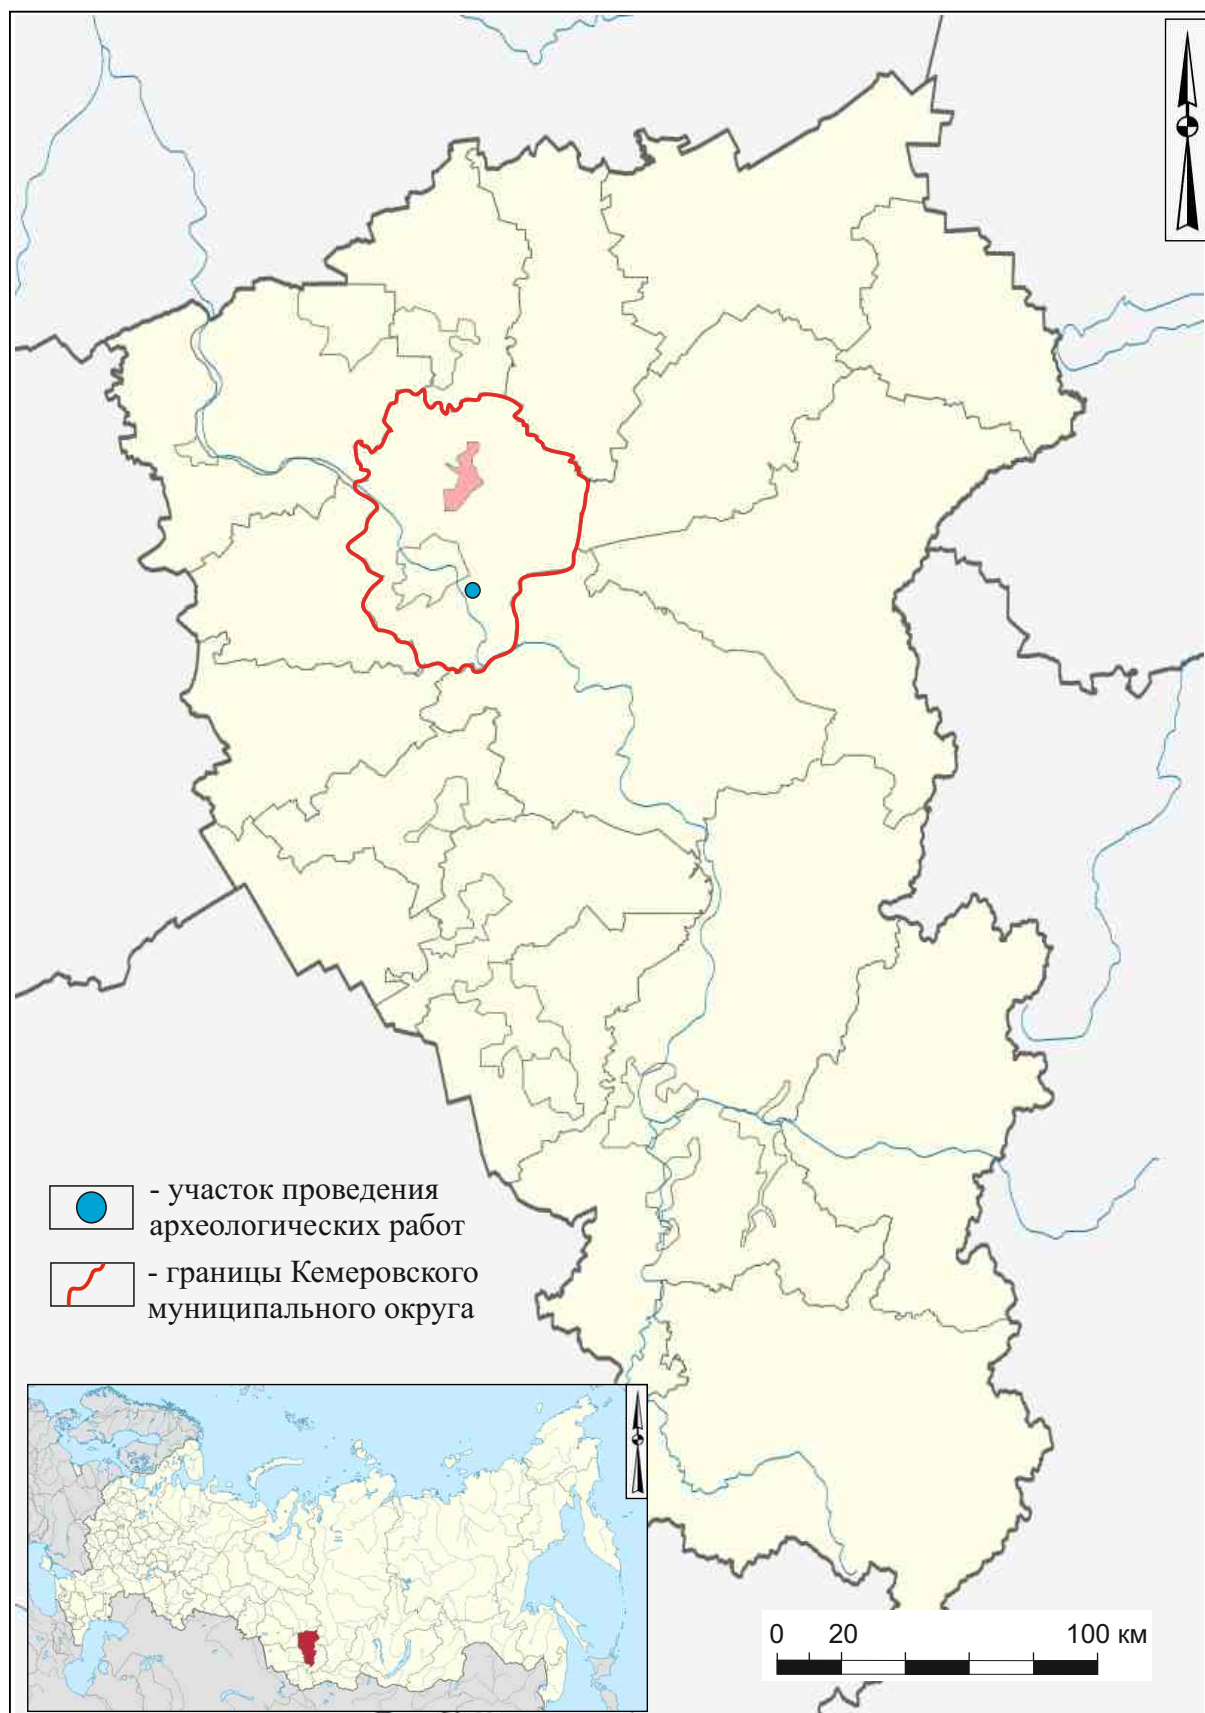 - участок проведения
археологических работ
- границы Кемеровского
муниципального округа
0 20 100 км